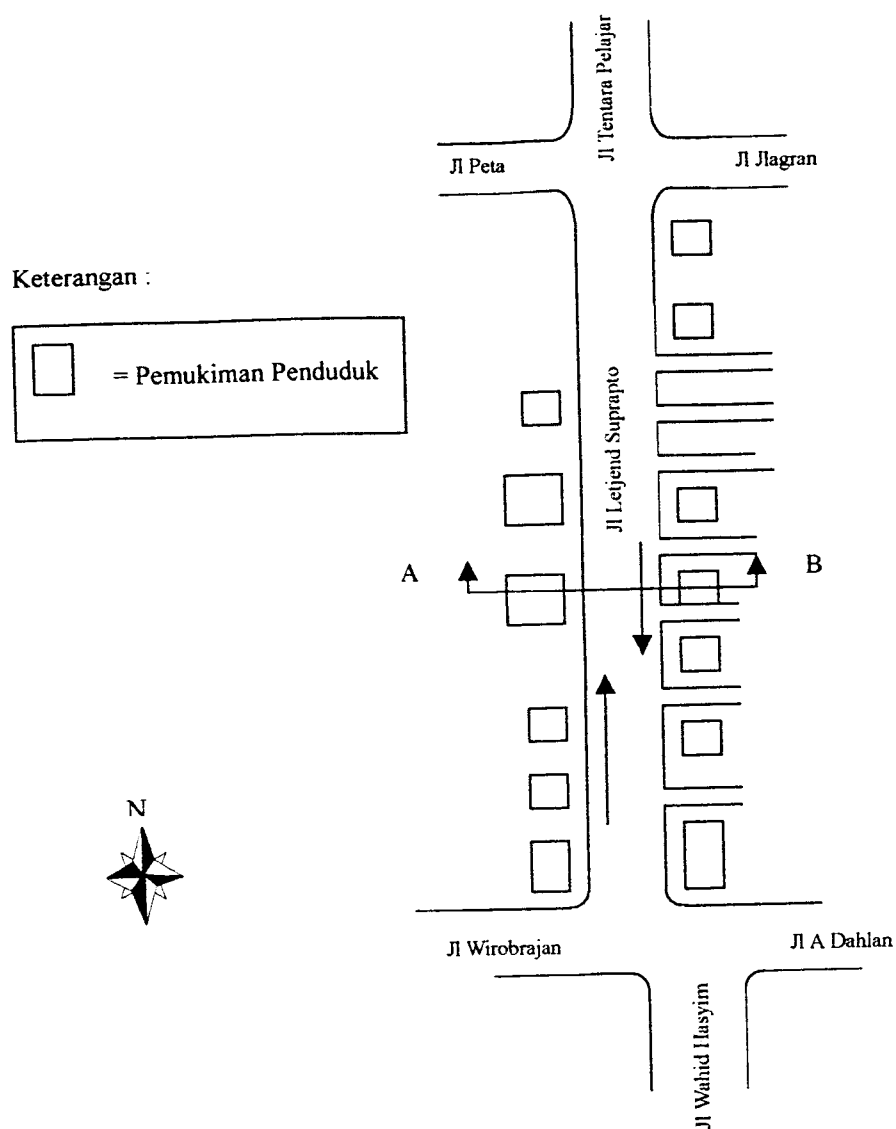 Jl Tentara Pelajar
Jl Peta
Jl Jlagran
Keterangan :
= Pemukiman Penduduk
Jl Letjend Suprapto
A
B
N
Jl Wirobrajan
Jl A Dahlan
Jl Wahid Hasyim